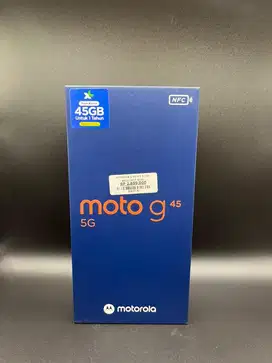 45GB
Untuk 1 Tahun
NFC
moto g 45
5G
motorola